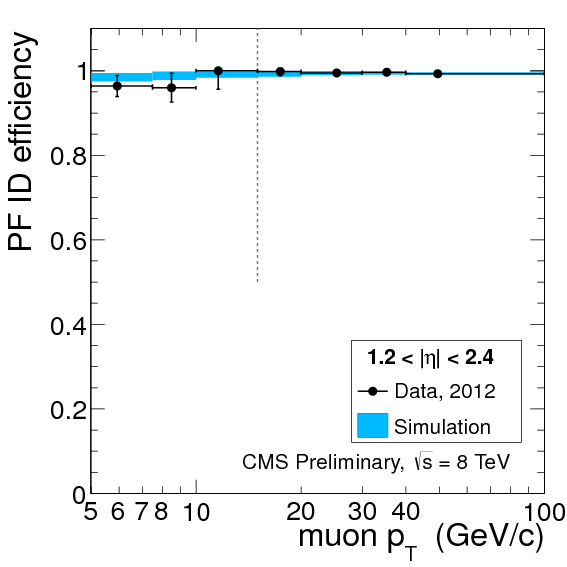 PF ID efficiency
1
0.8
0.6
0.4
0.2
0
1.2 < |η| < 2.4
Data, 2012
Simulation
CMS Preliminary, √s = 8 TeV
5 6 7 8 10 20 30 40 100
muon p_T (GeV/c)